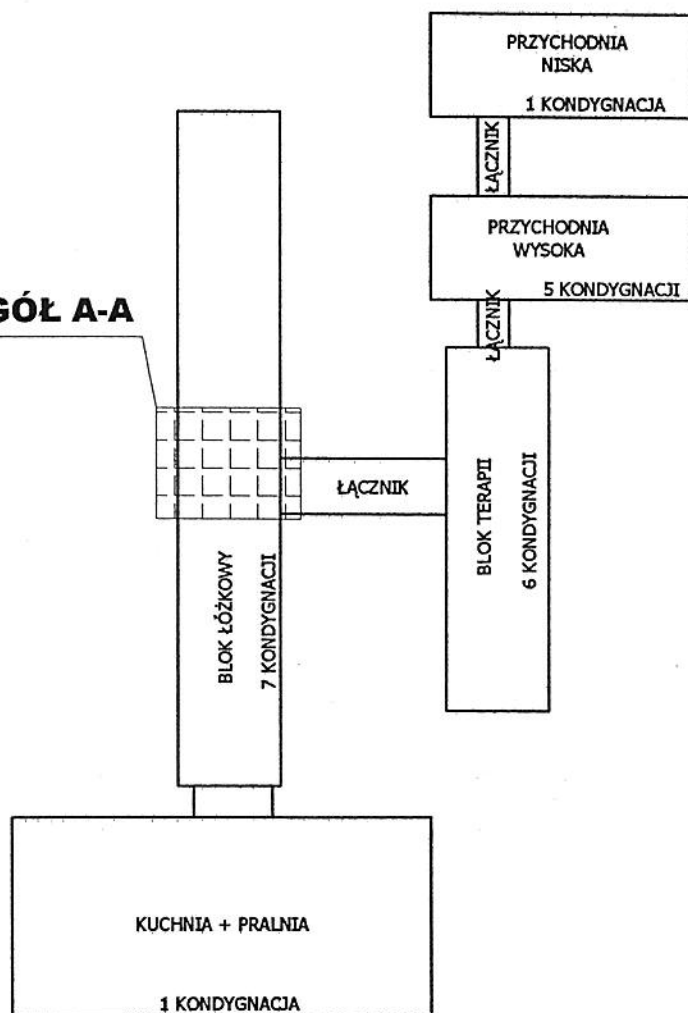 PRZYCHODNIA
NISKA
1 KONDYGNACJA
ŁĄCZNIK
PRZYCHODNIA
WYSOKA
5 KONDYGNACJI
ŁĄCZNIK
GÓŁ A-A
ŁĄCZNIK
BLOK TERAPII
6 KONDYGNACJI
BLOK ŁÓŻKOWY
7 KONDYGNACJI
KUCHNIA + PRALNIA
1 KONDYGNACJA